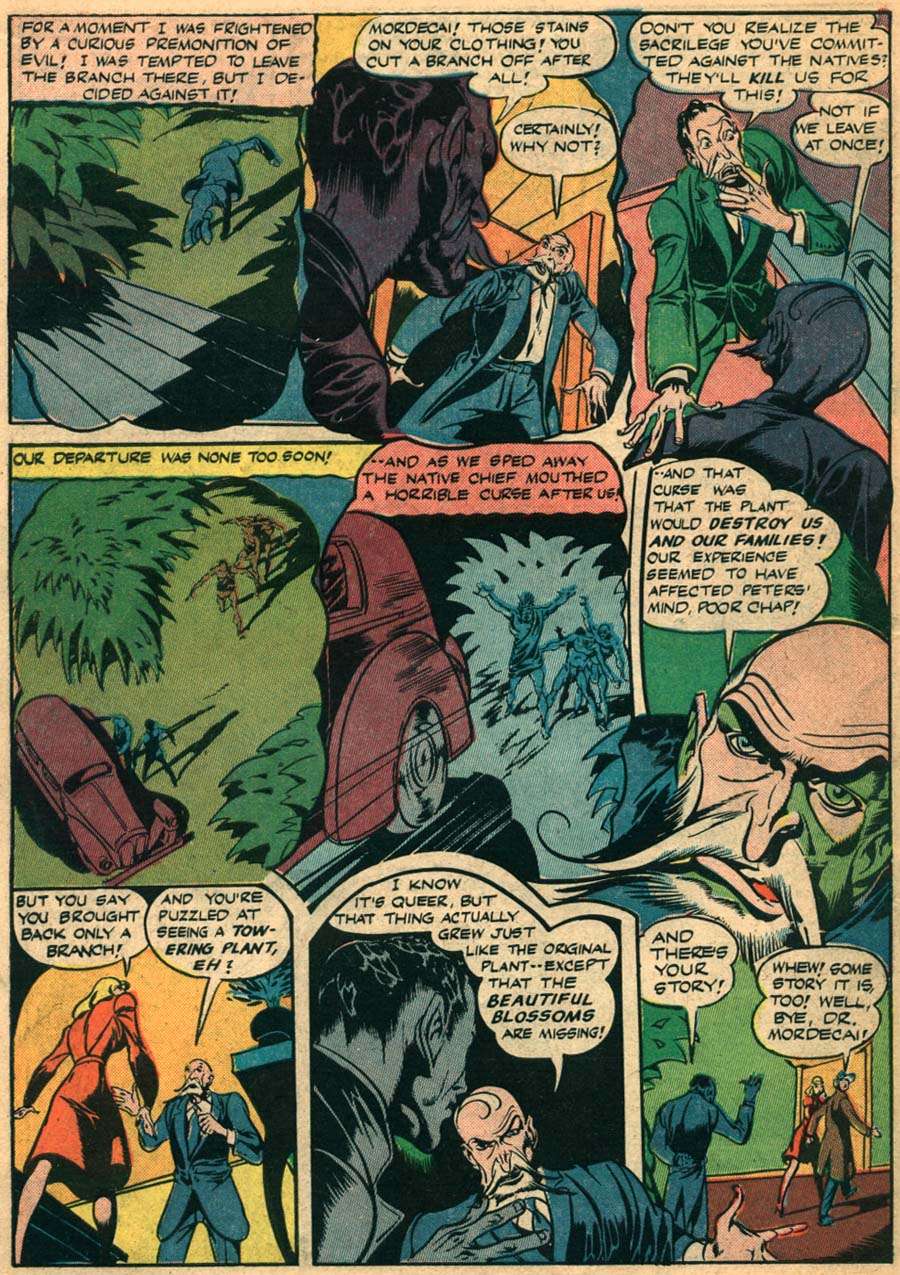 FOR A MOMENT I WAS FRIGHTENED
BY A CURIOUS PREMONITION OF
EVIL! I WAS TEMPTED TO LEAVE
THE BRANCH THERE, BUT I DE-
CIDED AGAINST IT!
MORDECAI! THOSE STAINS
ON YOUR CLOTHING! YOU
CUT A BRANCH OFF AFTER
ALL!
CERTAINLY!
WHY NOT?
DON'T YOU REALIZE THE
SACRILEGE YOU'VE COMMIT-
TED AGAINST THE NATIVES?
THEY'LL KILL US FOR
THIS!
NOT IF
WE LEAVE
AT ONCE!
OUR DEPARTURE WAS NONE TOO SOON!
--AND AS WE SPED AWAY
THE NATIVE CHIEF MOUTHED
A HORRIBLE CURSE AFTER US!
--AND THAT
CURSE WAS
THAT THE PLANT
WOULD DESTROY US
AND OUR FAMILIES!
OUR EXPERIENCE
SEEMED TO HAVE
AFFECTED PETERS'
MIND, POOR CHAP!
BUT YOU SAY
YOU BROUGHT
BACK ONLY A
BRANCH!
AND YOU'RE
PUZZLED AT
SEEING A TOW-
ERING PLANT,
EH?
I KNOW
IT'S QUEER, BUT
THAT THING ACTUALLY
GREW JUST
LIKE THE ORIGINAL
PLANT--EXCEPT
THAT THE
BEAUTIFUL
BLOSSOMS
ARE MISSING!
AND
THERE'S
YOUR
STORY!
WHEW! SOME
STORY IT IS,
TOO! WELL,
BYE, DR.
MORDECAI!